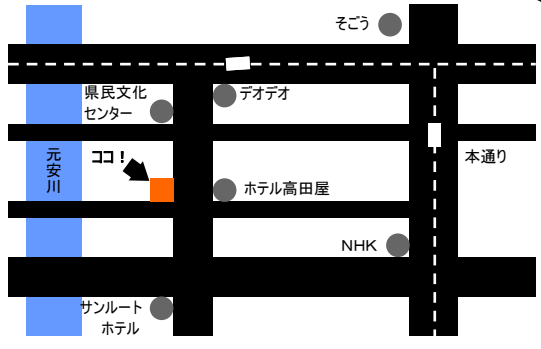 そごう
県民文化
センター
デオデオ
元安川
ココ！
本通り
ホテル高田屋
NHK
サンルート
ホテル